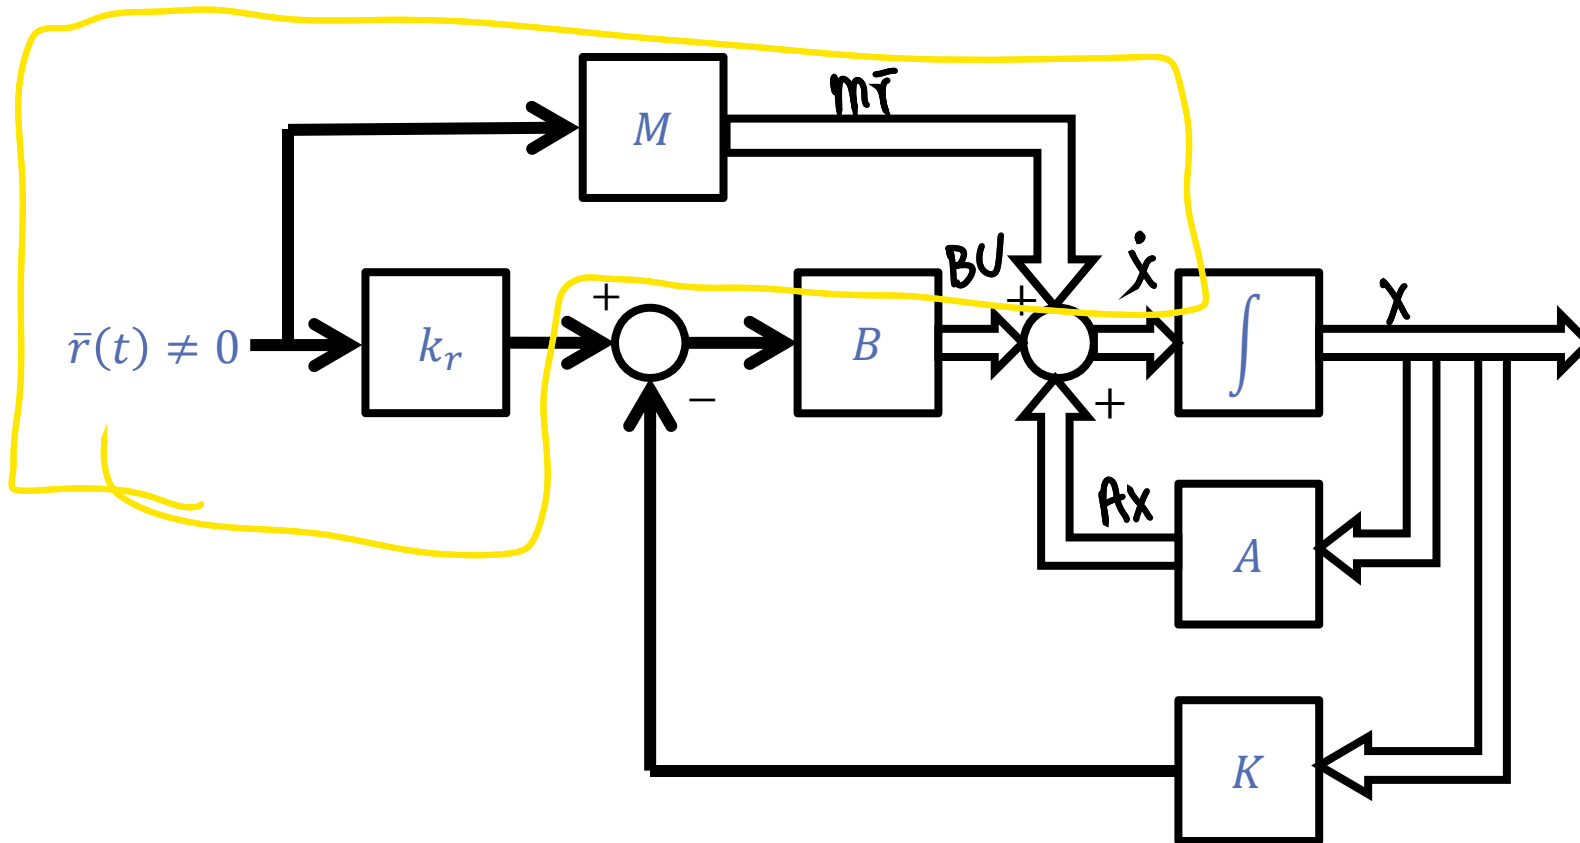 M
mr̄
BU
ẋ
x
r̄(t) ≠ 0
k_r
+
−
B
+
∫
+
Ax
A
K